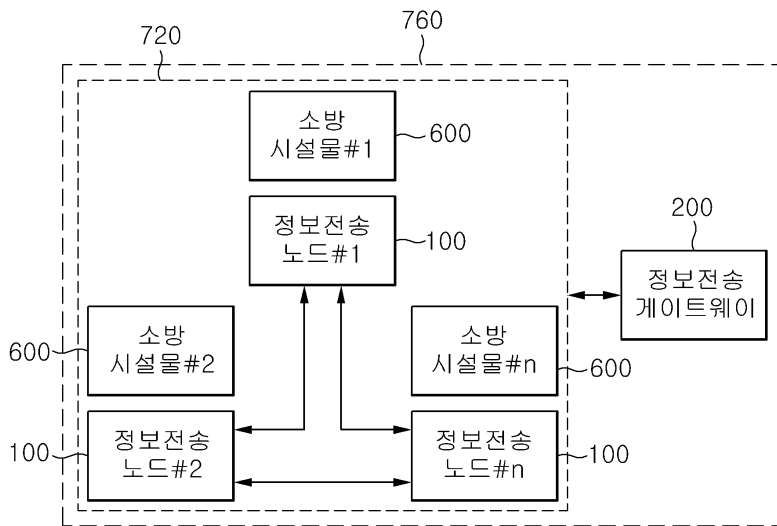 720
760
소방
시설물#1
600
정보전송
노드#1
100
200
정보전송
게이트웨이
소방
시설물#2
600
소방
시설물#n
600
정보전송
노드#2
100
정보전송
노드#n
100